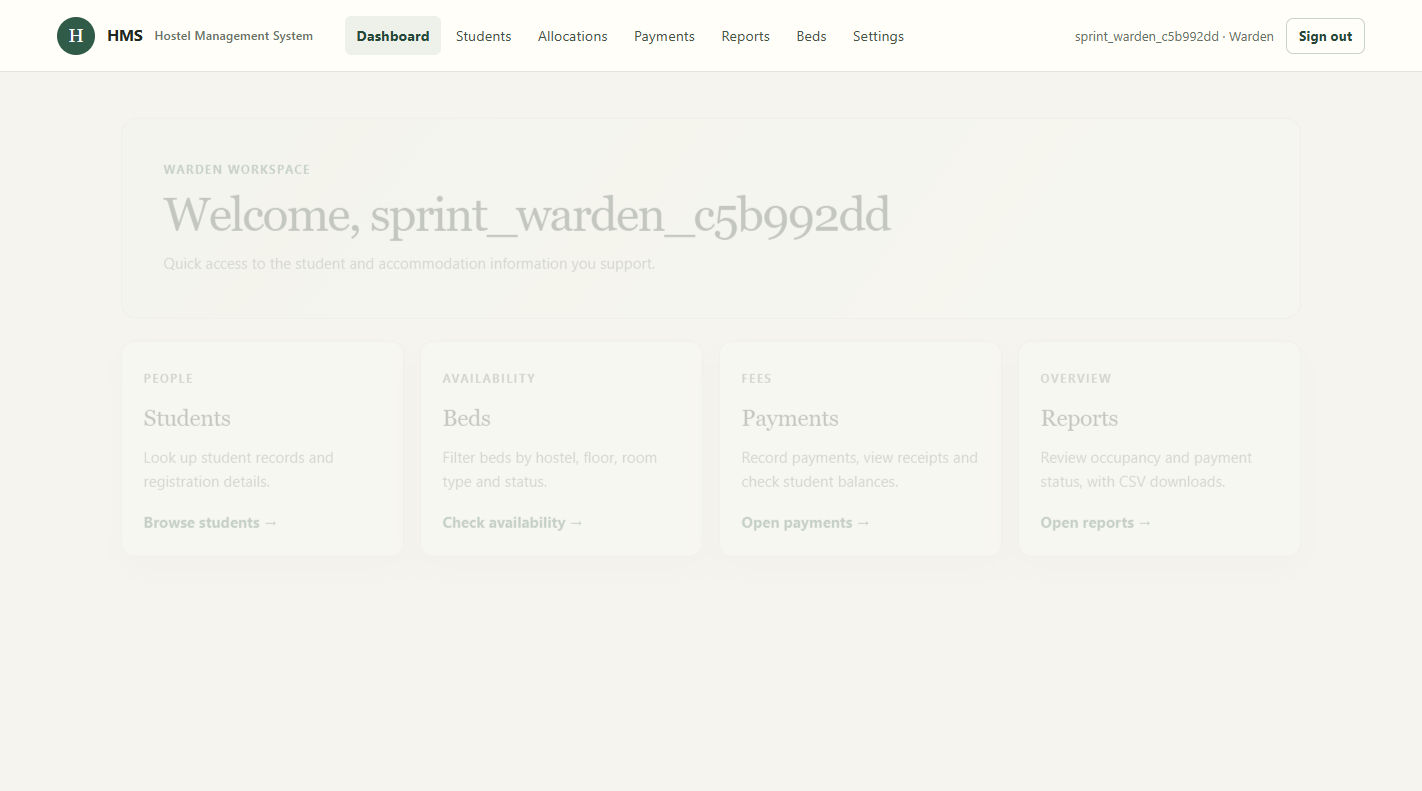 H HMS Hostel Management System Dashboard Students Allocations Payments Reports Beds Settings sprint_warden_c5b992dd · Warden Sign out
WARDEN WORKSPACE
Welcome, sprint_warden_c5b992dd
Quick access to the student and accommodation information you support.
PEOPLE
Students
Look up student records and
registration details.
Browse students →
AVAILABILITY
Beds
Filter beds by hostel, floor, room
type and status.
Check availability →
FEES
Payments
Record payments, view receipts and
check student balances.
Open payments →
OVERVIEW
Reports
Review occupancy and payment
status, with CSV downloads.
Open reports →